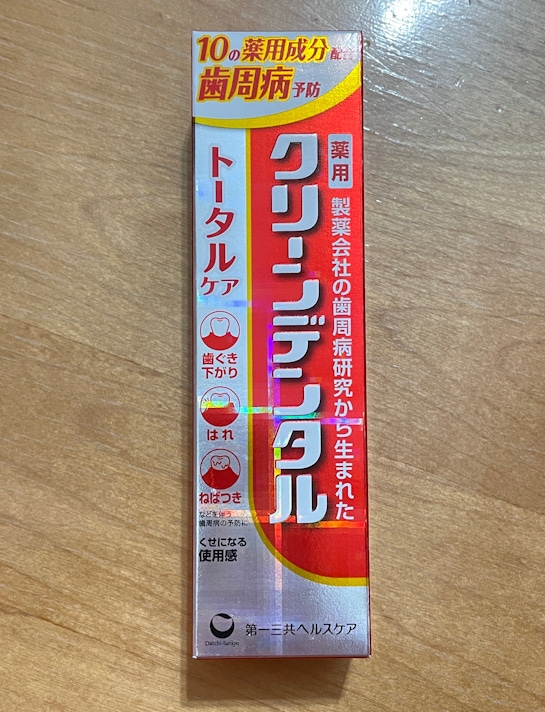 10の薬用成分配合
歯周病予防
薬用
製薬会社の歯周病研究から生まれた
クリーンデンタル
トータル
ケア
歯ぐき
下がり
はれ
ねばつき
などを伴う
歯周病の予防に
くせになる
使用感
Daiichi-Sankyo
第一三共ヘルスケア